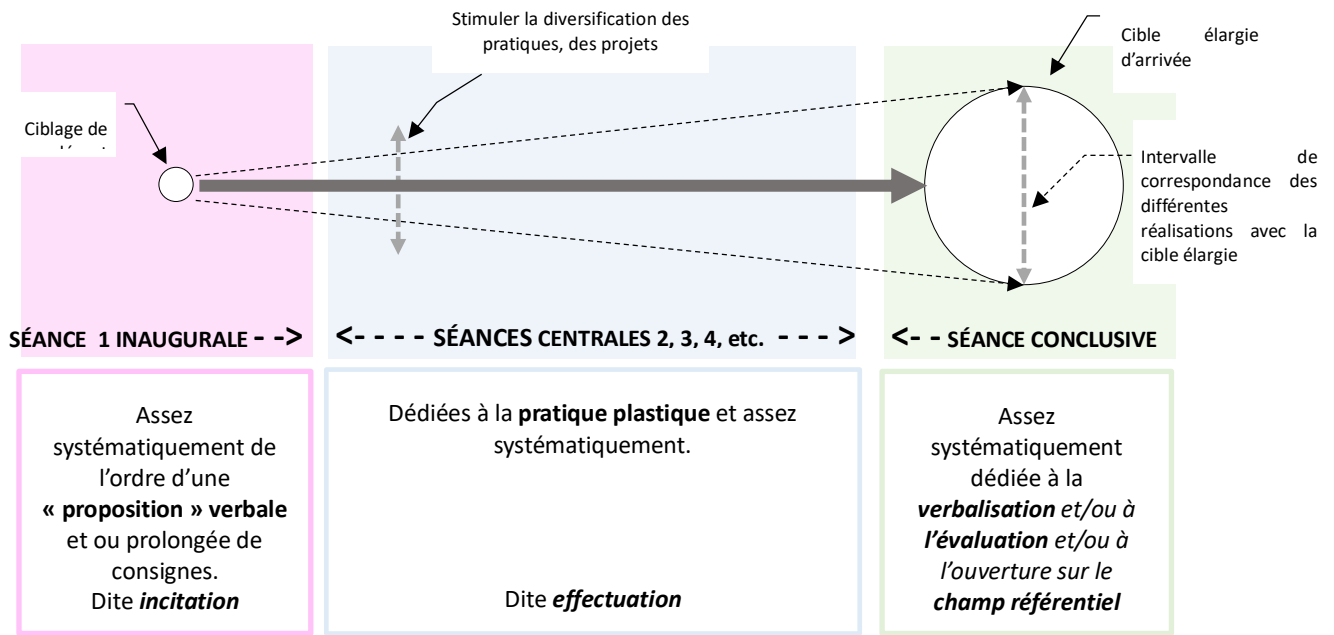 Stimuler la diversification des
pratiques, des projets
Cible élargie
d’arrivée
Ciblage de
Intervalle de
correspondance des
différentes
réalisations avec la
cible élargie
SÉANCE 1 INAUGURALE - ->
<- - - - SÉANCES CENTRALES 2, 3, 4, etc. - - - >
<- - SÉANCE CONCLUSIVE
Assez
systématiquement de
l’ordre d’une
« proposition » verbale
et ou prolongée de
consignes.
Dite incitation
Dédiées à la pratique plastique et assez
systématiquement.
Dite effectuation
Assez
systématiquement
dédiée à la
verbalisation et/ou à
l’évaluation et/ou à
l’ouverture sur le
champ référentiel